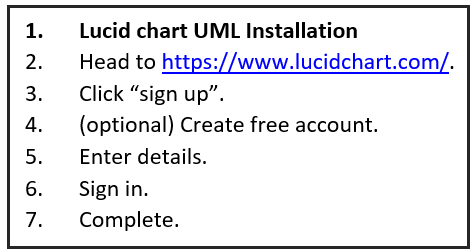 1. Lucid chart UML Installation
2. Head to https://www.lucidchart.com/.
3. Click “sign up”.
4. (optional) Create free account.
5. Enter details.
6. Sign in.
7. Complete.